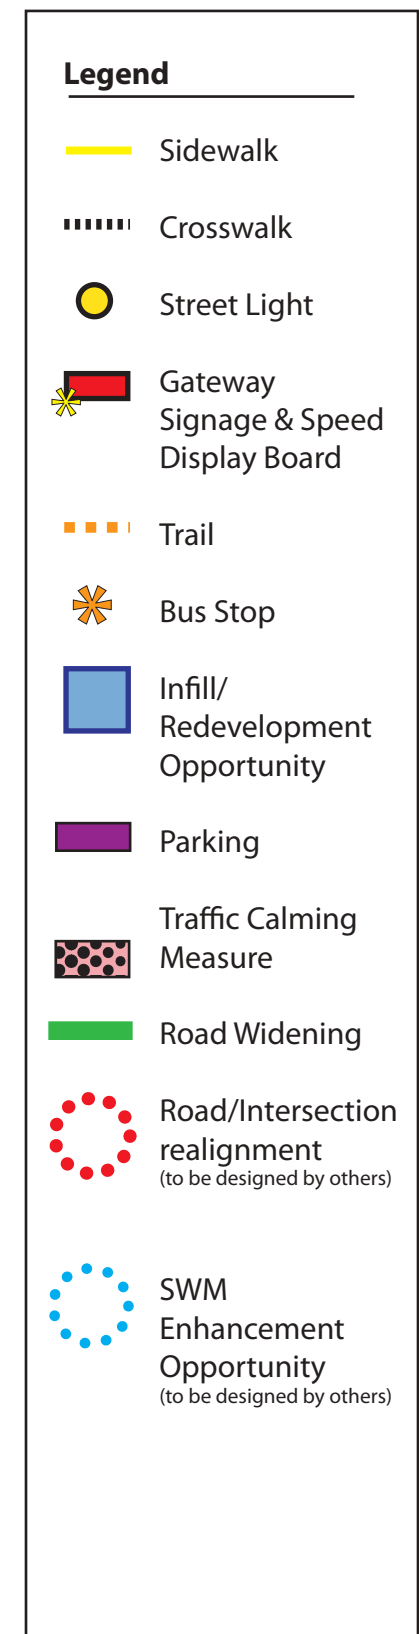 Legend
Sidewalk
Crosswalk
Street Light
Gateway
Signage & Speed
Display Board
Trail
Bus Stop
Infill/
Redevelopment
Opportunity
Parking
Traffic Calming
Measure
Road Widening
Road/Intersection
realignment
(to be designed by others)
SWM
Enhancement
Opportunity
(to be designed by others)